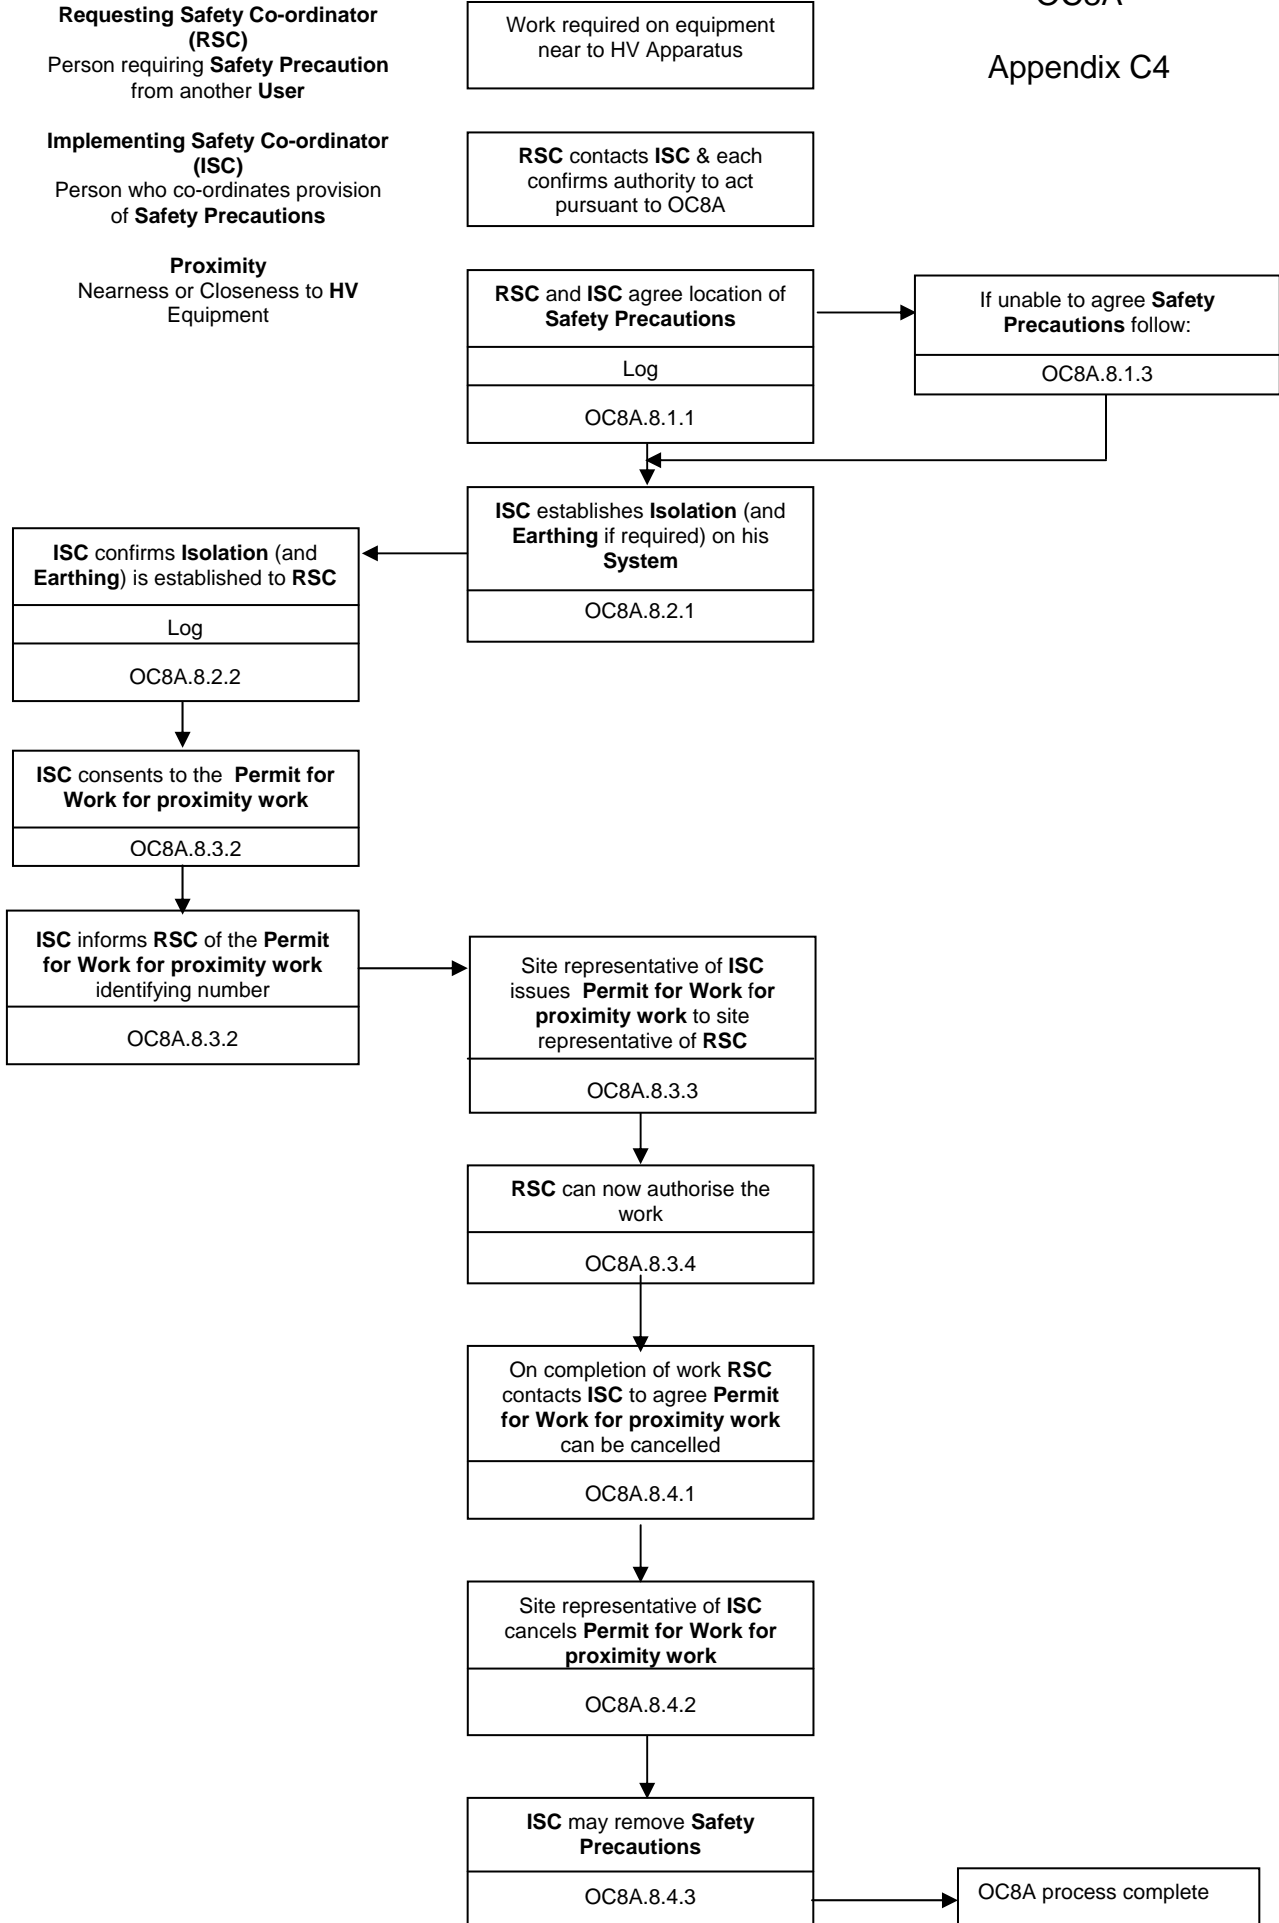 OC8A
Appendix C4
Requesting Safety Co-ordinator
(RSC)
Person requiring Safety Precaution
from another User
Implementing Safety Co-ordinator
(ISC)
Person who co-ordinates provision
of Safety Precautions
Proximity
Nearness or Closeness to HV
Equipment
Work required on equipment
near to HV Apparatus
RSC contacts ISC & each
confirms authority to act
pursuant to OC8A
RSC and ISC agree location of
Safety Precautions
Log
OC8A.8.1.1
If unable to agree Safety
Precautions follow:
OC8A.8.1.3
ISC establishes Isolation (and
Earthing if required) on his
System
OC8A.8.2.1
ISC confirms Isolation (and
Earthing) is established to RSC
Log
OC8A.8.2.2
ISC consents to the Permit for
Work for proximity work
OC8A.8.3.2
ISC informs RSC of the Permit
for Work for proximity work
identifying number
OC8A.8.3.2
Site representative of ISC
issues Permit for Work for
proximity work to site
representative of RSC
OC8A.8.3.3
RSC can now authorise the
work
OC8A.8.3.4
On completion of work RSC
contacts ISC to agree Permit
for Work for proximity work
can be cancelled
OC8A.8.4.1
Site representative of ISC
cancels Permit for Work for
proximity work
OC8A.8.4.2
ISC may remove Safety
Precautions
OC8A.8.4.3
OC8A process complete